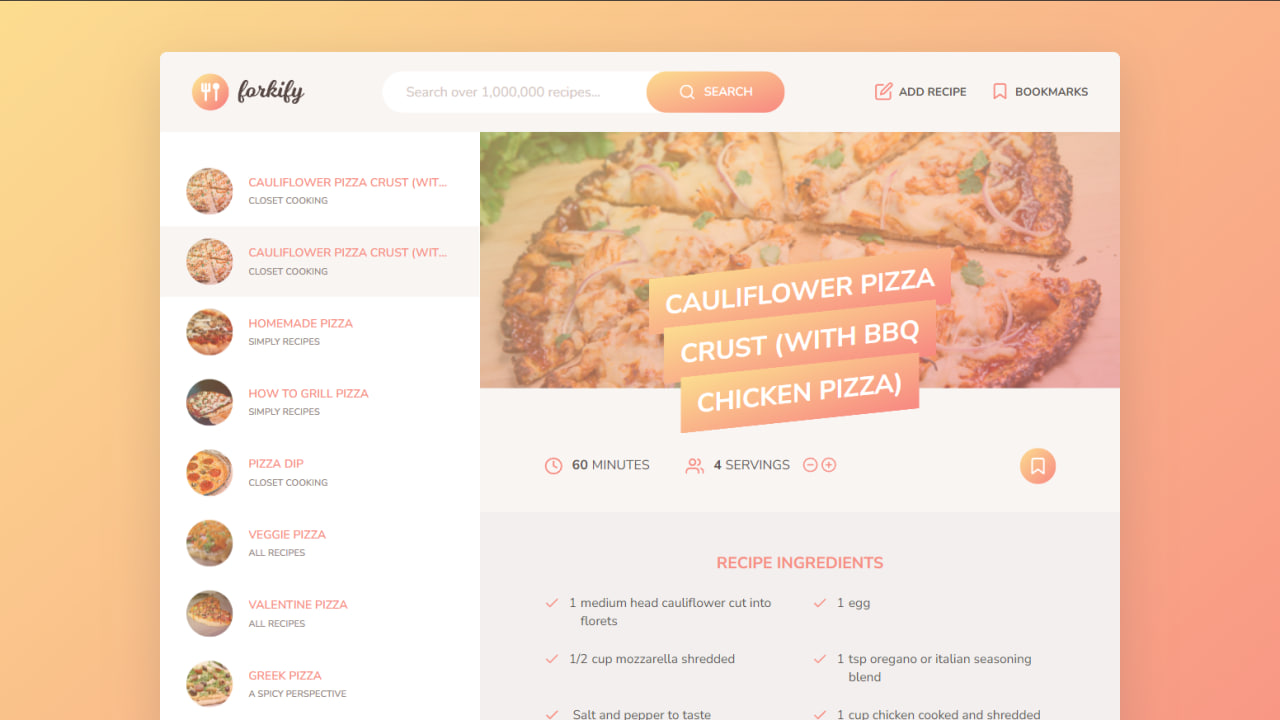 forkify
Search over 1,000,000 recipes...
SEARCH
ADD RECIPE
BOOKMARKS
CAULIFLOWER PIZZA CRUST (WIT...
CLOSET COOKING
CAULIFLOWER PIZZA CRUST (WIT...
CLOSET COOKING
HOMEMADE PIZZA
SIMPLY RECIPES
HOW TO GRILL PIZZA
SIMPLY RECIPES
PIZZA DIP
CLOSET COOKING
VEGGIE PIZZA
ALL RECIPES
VALENTINE PIZZA
ALL RECIPES
GREEK PIZZA
A SPICY PERSPECTIVE
CAULIFLOWER PIZZA
CRUST (WITH BBQ
CHICKEN PIZZA)
60 MINUTES
4 SERVINGS
RECIPE INGREDIENTS
1 medium head cauliflower cut into
florets
1 egg
1/2 cup mozzarella shredded
1 tsp oregano or italian seasoning
blend
Salt and pepper to taste
1 cup chicken cooked and shredded